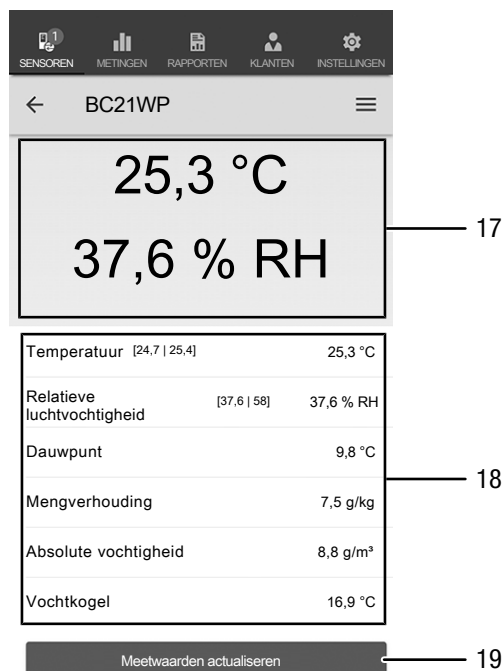 1
SENSOREN METINGEN RAPPORTEN KLANTEN INSTELLINGEN
BC21WP
25,3 °C
37,6 % RH
17
Temperatuur [24,7 | 25,4] 25,3 °C
Relatieve
luchtvochtigheid [37,6 | 58] 37,6 % RH
Dauwpunt 9,8 °C
18
Mengverhouding 7,5 g/kg
Absolute vochtigheid 8,8 g/m³
Vochtkogel 16,9 °C
Meetwaarden actualiseren 19